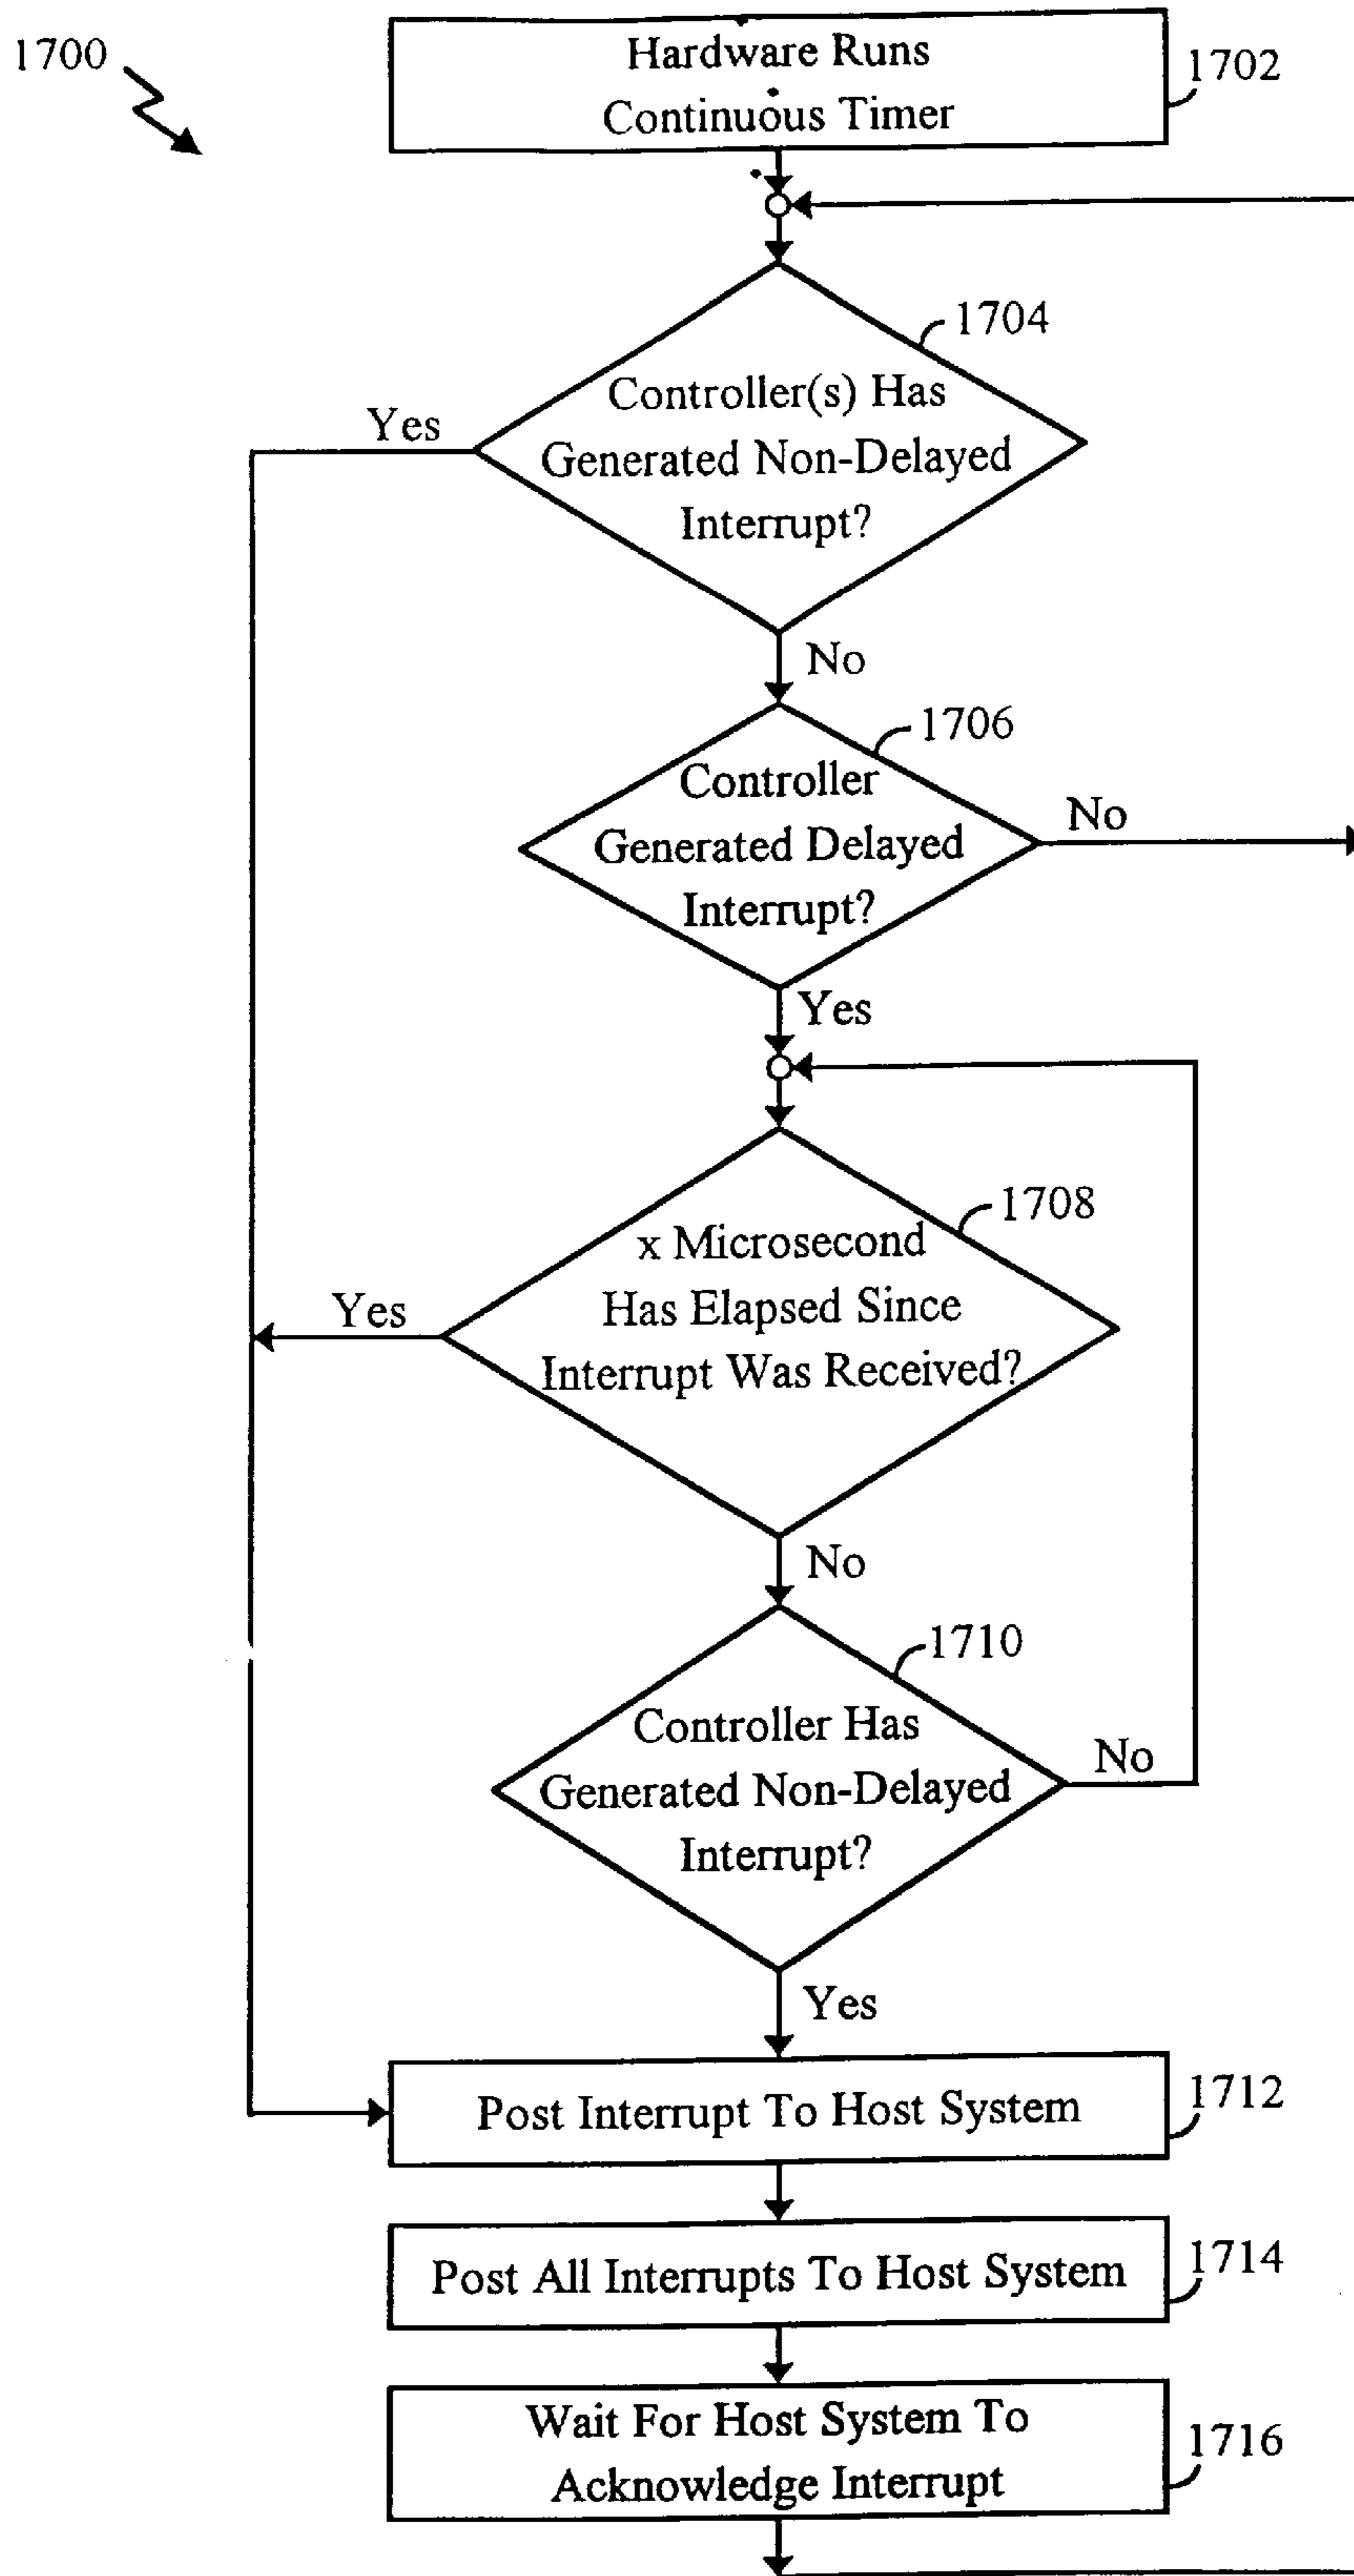 1700
Hardware Runs
Continuous Timer
1702
1704
Controller(s) Has
Generated Non-Delayed
Interrupt?
Yes
No
1706
Controller
Generated Delayed
Interrupt?
No
Yes
1708
x Microsecond
Has Elapsed Since
Interrupt Was Received?
Yes
No
1710
Controller Has
Generated Non-Delayed
Interrupt?
No
Yes
Post Interrupt To Host System
1712
Post All Interrupts To Host System
1714
Wait For Host System To
Acknowledge Interrupt
1716